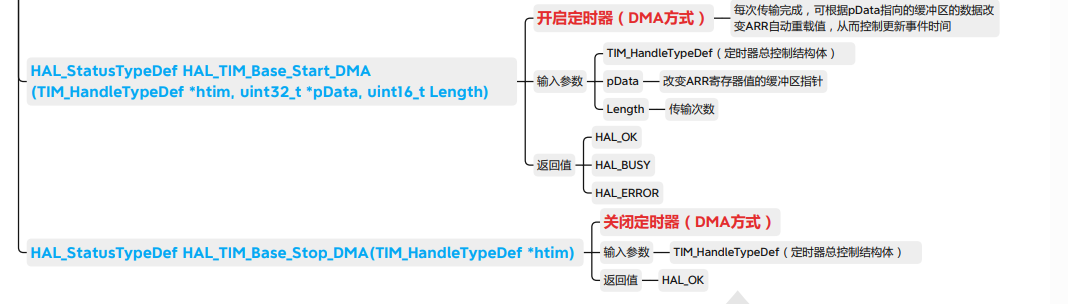 HAL_StatusTypeDef HAL_TIM_Base_Start_DMA
(TIM_HandleTypeDef *htim, uint32_t *pData, uint16_t Length)
开启定时器（DMA方式）
每次传输完成，可根据pData指向的缓冲区的数据改
变ARR自动重载值，从而控制更新事件时间
输入参数
TIM_HandleTypeDef（定时器总控制结构体）
pData
改变ARR寄存器值的缓冲区指针
Length
传输次数
返回值
HAL_OK
HAL_BUSY
HAL_ERROR
HAL_StatusTypeDef HAL_TIM_Base_Stop_DMA(TIM_HandleTypeDef *htim)
关闭定时器（DMA方式）
输入参数
TIM_HandleTypeDef（定时器总控制结构体）
返回值
HAL_OK